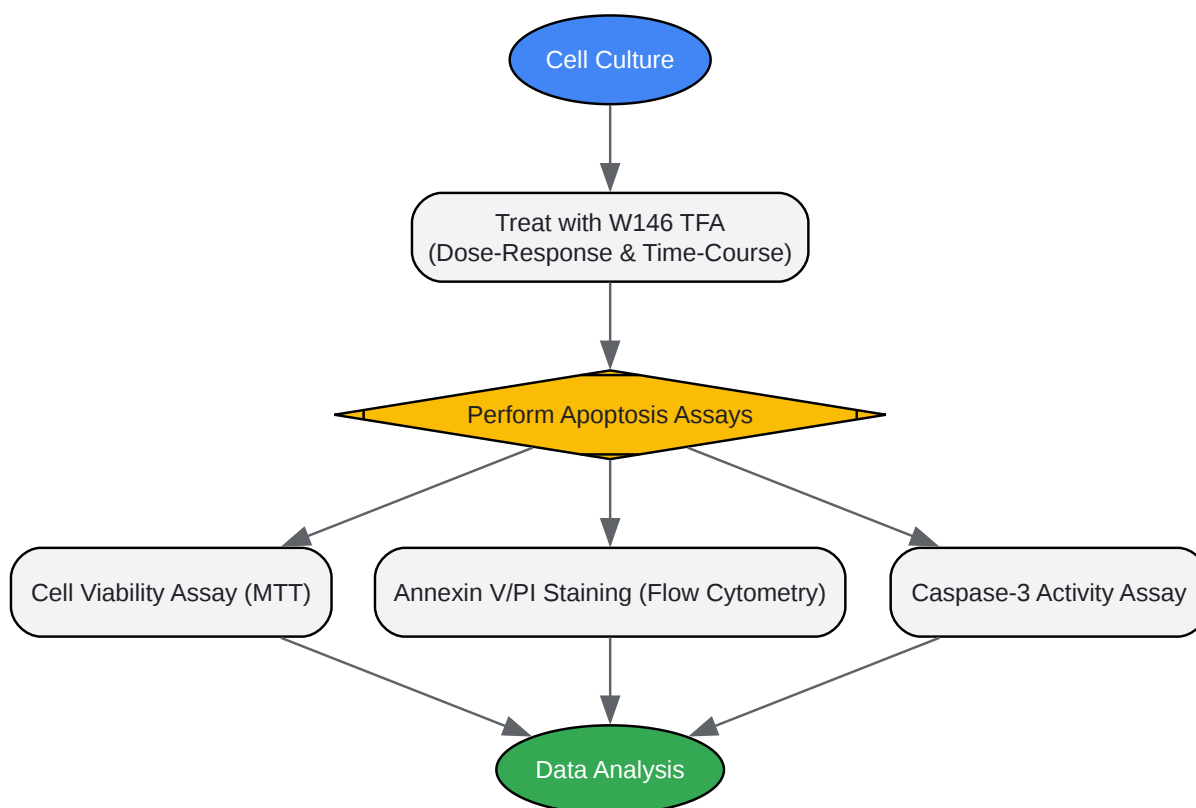 Cell Culture
Treat with W146 TFA
(Dose-Response & Time-Course)
Perform Apoptosis Assays
Cell Viability Assay (MTT)
Annexin V/PI Staining (Flow Cytometry)
Caspase-3 Activity Assay
Data Analysis